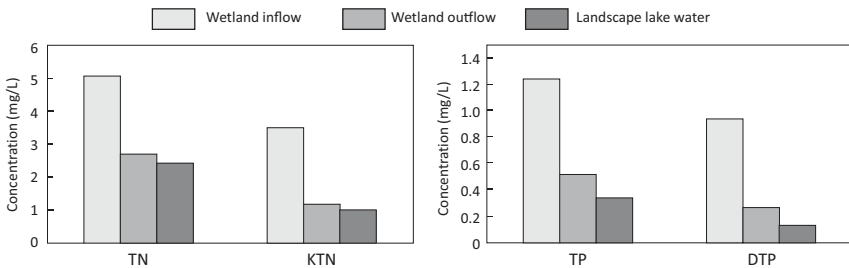 Wetland inflow
Wetland outflow
Landscape lake water
Concentration (mg/L)
6
5
4
3
2
1
0
TN
KTN
Concentration (mg/L)
1.4
1.2
1.0
0.8
0.6
0.4
0.2
0
TP
DTP